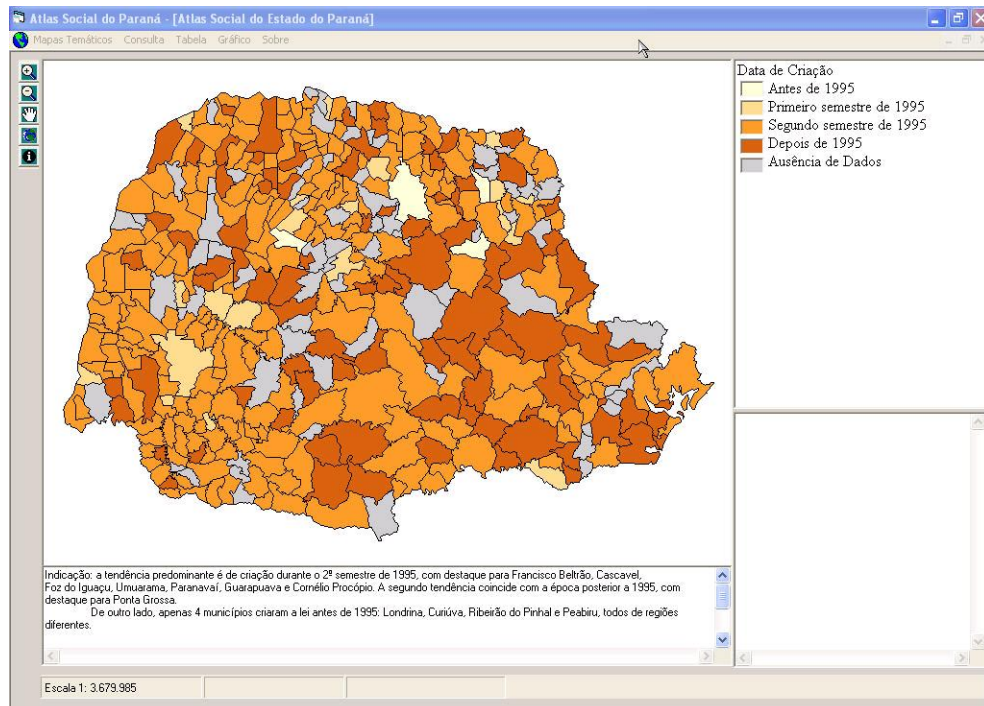 Atlas Social do Paraná - [Atlas Social do Estado do Paraná]
Mapas Temáticos Consulta Tabela Gráfico Sobre
Data de Criação
Antes de 1995
Primeiro semestre de 1995
Segundo semestre de 1995
Depois de 1995
Ausência de Dados
Indicação: a tendência predominante é de criação durante o 2º semestre de 1995, com destaque para Francisco Beltrão, Cascavel,
Foz do Iguaçu, Umuarama, Paranavaí, Guarapuava e Cornélio Procópio. A segundo tendência coincide com a época posterior a 1995, com
destaque para Ponta Grossa.
De outro lado, apenas 4 municípios criaram a lei antes de 1995: Londrina, Curiúva, Ribeirão do Pinhal e Peabiru, todos de regiões
diferentes.
Escala 1: 3.679.985